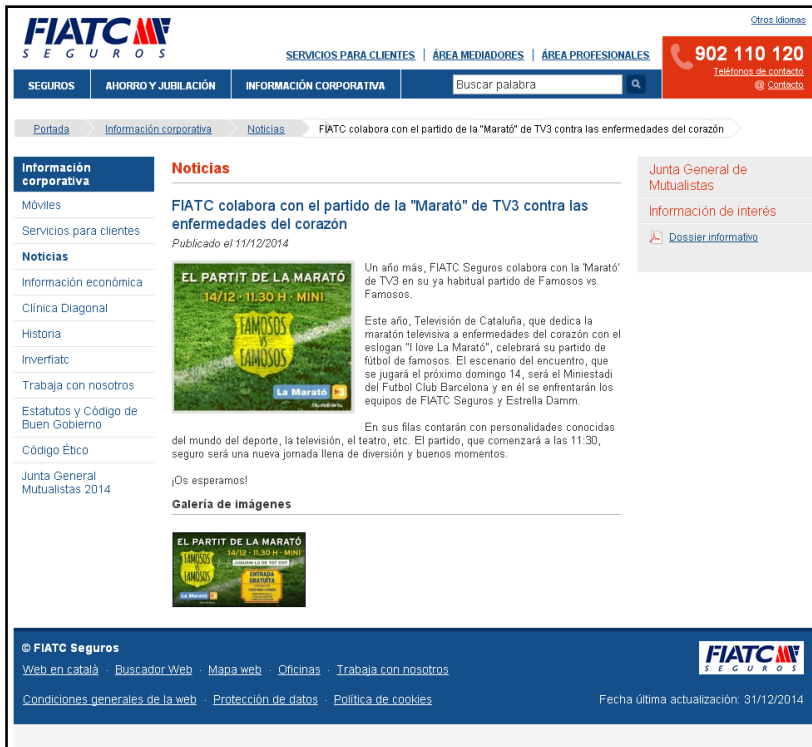 Otros Idiomas
FIATC
SEGUROS
SERVICIOS PARA CLIENTES | ÁREA MEDIADORES | ÁREA PROFESIONALES
902 110 120
Teléfonos de contacto
@ Contacto
SEGUROS
AHORRO Y JUBILACIÓN
INFORMACIÓN CORPORATIVA
Buscar palabra
Portada
Información corporativa
Noticias
FIATC colabora con el partido de la "Marató" de TV3 contra las enfermedades del corazón
Información
corporativa
Móviles
Servicios para clientes
Noticias
Información económica
Clínica Diagonal
Historia
Inverfiatc
Trabaja con nosotros
Estatutos y Código de
Buen Gobierno
Código Ético
Junta General
Mutualistas 2014
Noticias
FIATC colabora con el partido de la "Marató" de TV3 contra las
enfermedades del corazón
Publicado el 11/12/2014
EL PARTIT DE LA MARATÓ
14/12 · 11.30 H · MINI
FAMOSOS
VS
FAMOSOS
La Marató 3
Un año más, FIATC Seguros colabora con la 'Marató'
de TV3 en su ya habitual partido de Famosos vs.
Famosos.
Este año, Televisión de Cataluña, que dedica la
maratón televisiva a enfermedades del corazón con el
eslogan "I love La Marató", celebrará su partido de
fútbol de famosos. El escenario del encuentro, que
se jugará el próximo domingo 14, será el Miniestadi
del Futbol Club Barcelona y en él se enfrentarán los
equipos de FIATC Seguros y Estrella Damm.
En sus filas contarán con personalidades conocidas
del mundo del deporte, la televisión, el teatro, etc. El partido, que comenzará a las 11:30,
seguro será una nueva jornada llena de diversión y buenos momentos.
¡Os esperamos!
Galería de imágenes
EL PARTIT DE LA MARATÓ
14/12 · 11.30 H · MINI
FAMOSOS
VS
FAMOSOS
ENTRADA
GRATUÏTA
La Marató 3
Junta General de
Mutualistas
Información de interés
Dossier informativo
© FIATC Seguros
Web en català · Buscador Web · Mapa web · Oficinas · Trabaja con nosotros
Condiciones generales de la web · Protección de datos · Política de cookies
FIATC
SEGUROS
Fecha última actualización: 31/12/2014